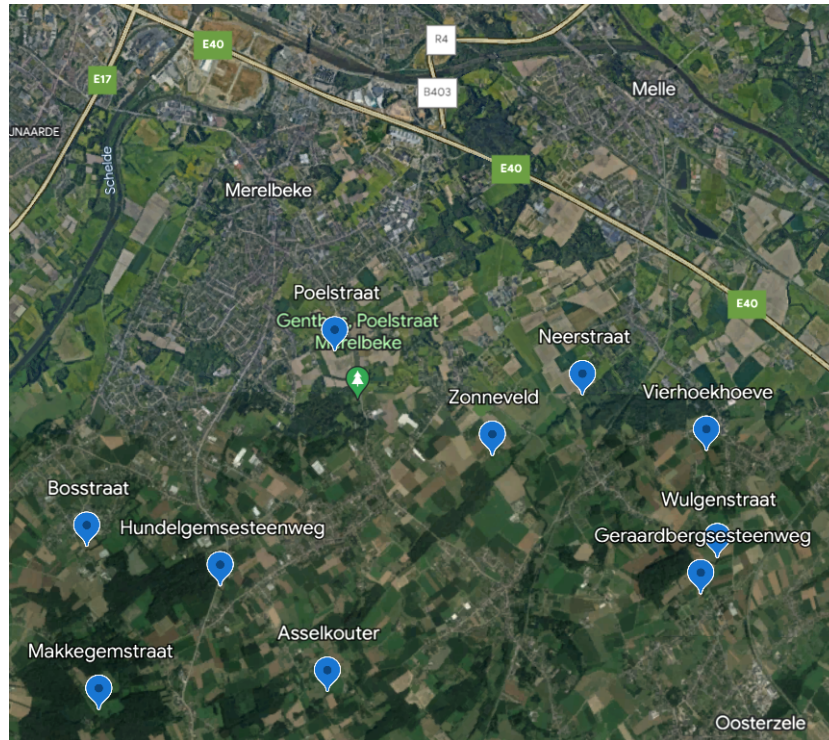 R4
E40
E17
B403
Melle
JNAARDE
Schelde
E40
Merelbeke
Poelstraat
E40
Gentbos, Poelstraat
Merelbeke
Neerstraat
Zonneveld
Vierhoekhoeve
Bosstraat
Wulgenstraat
Hundelgemsesteenweg
Geraardbergsesteenweg
Asselkouter
Makkegemstraat
Oosterzele